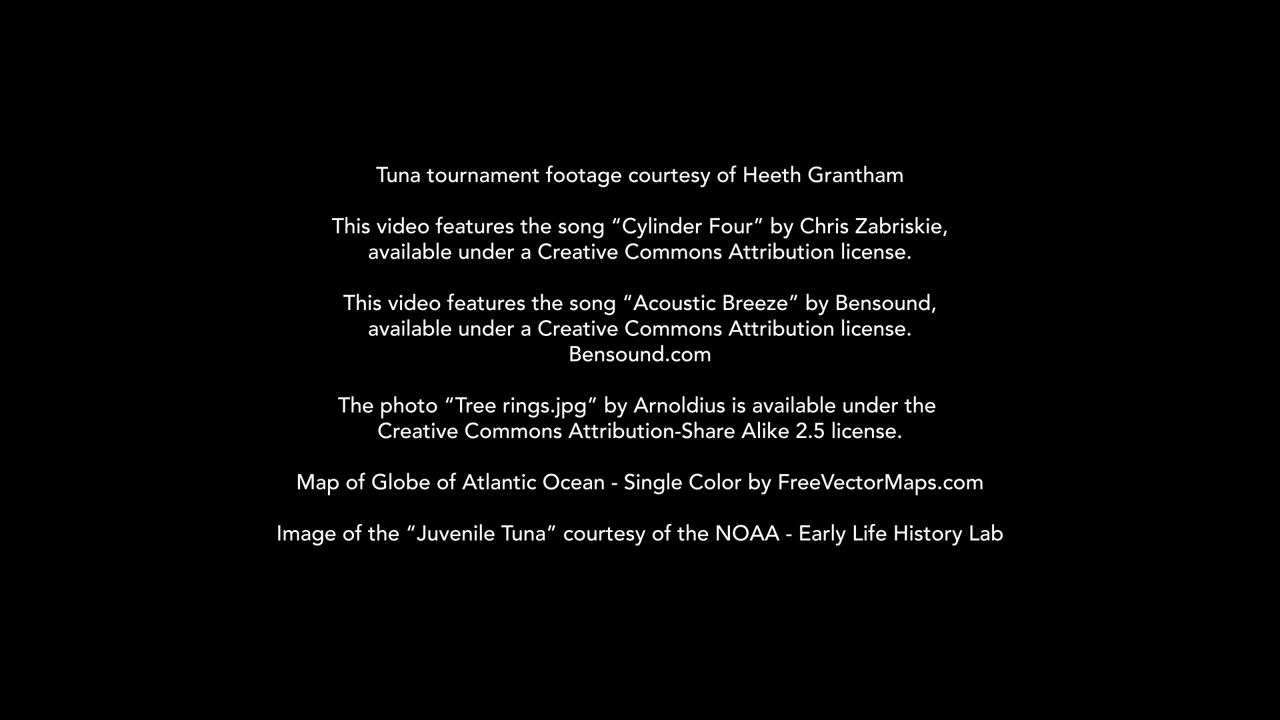 Tuna tournament footage courtesy of Heeth Grantham
This video features the song “Cylinder Four” by Chris Zabriskie,
available under a Creative Commons Attribution license.
This video features the song “Acoustic Breeze” by Bensound,
available under a Creative Commons Attribution license.
Bensound.com
The photo “Tree rings.jpg” by Arnoldius is available under the
Creative Commons Attribution-Share Alike 2.5 license.
Map of Globe of Atlantic Ocean - Single Color by FreeVectorMaps.com
Image of the “Juvenile Tuna” courtesy of the NOAA - Early Life History Lab